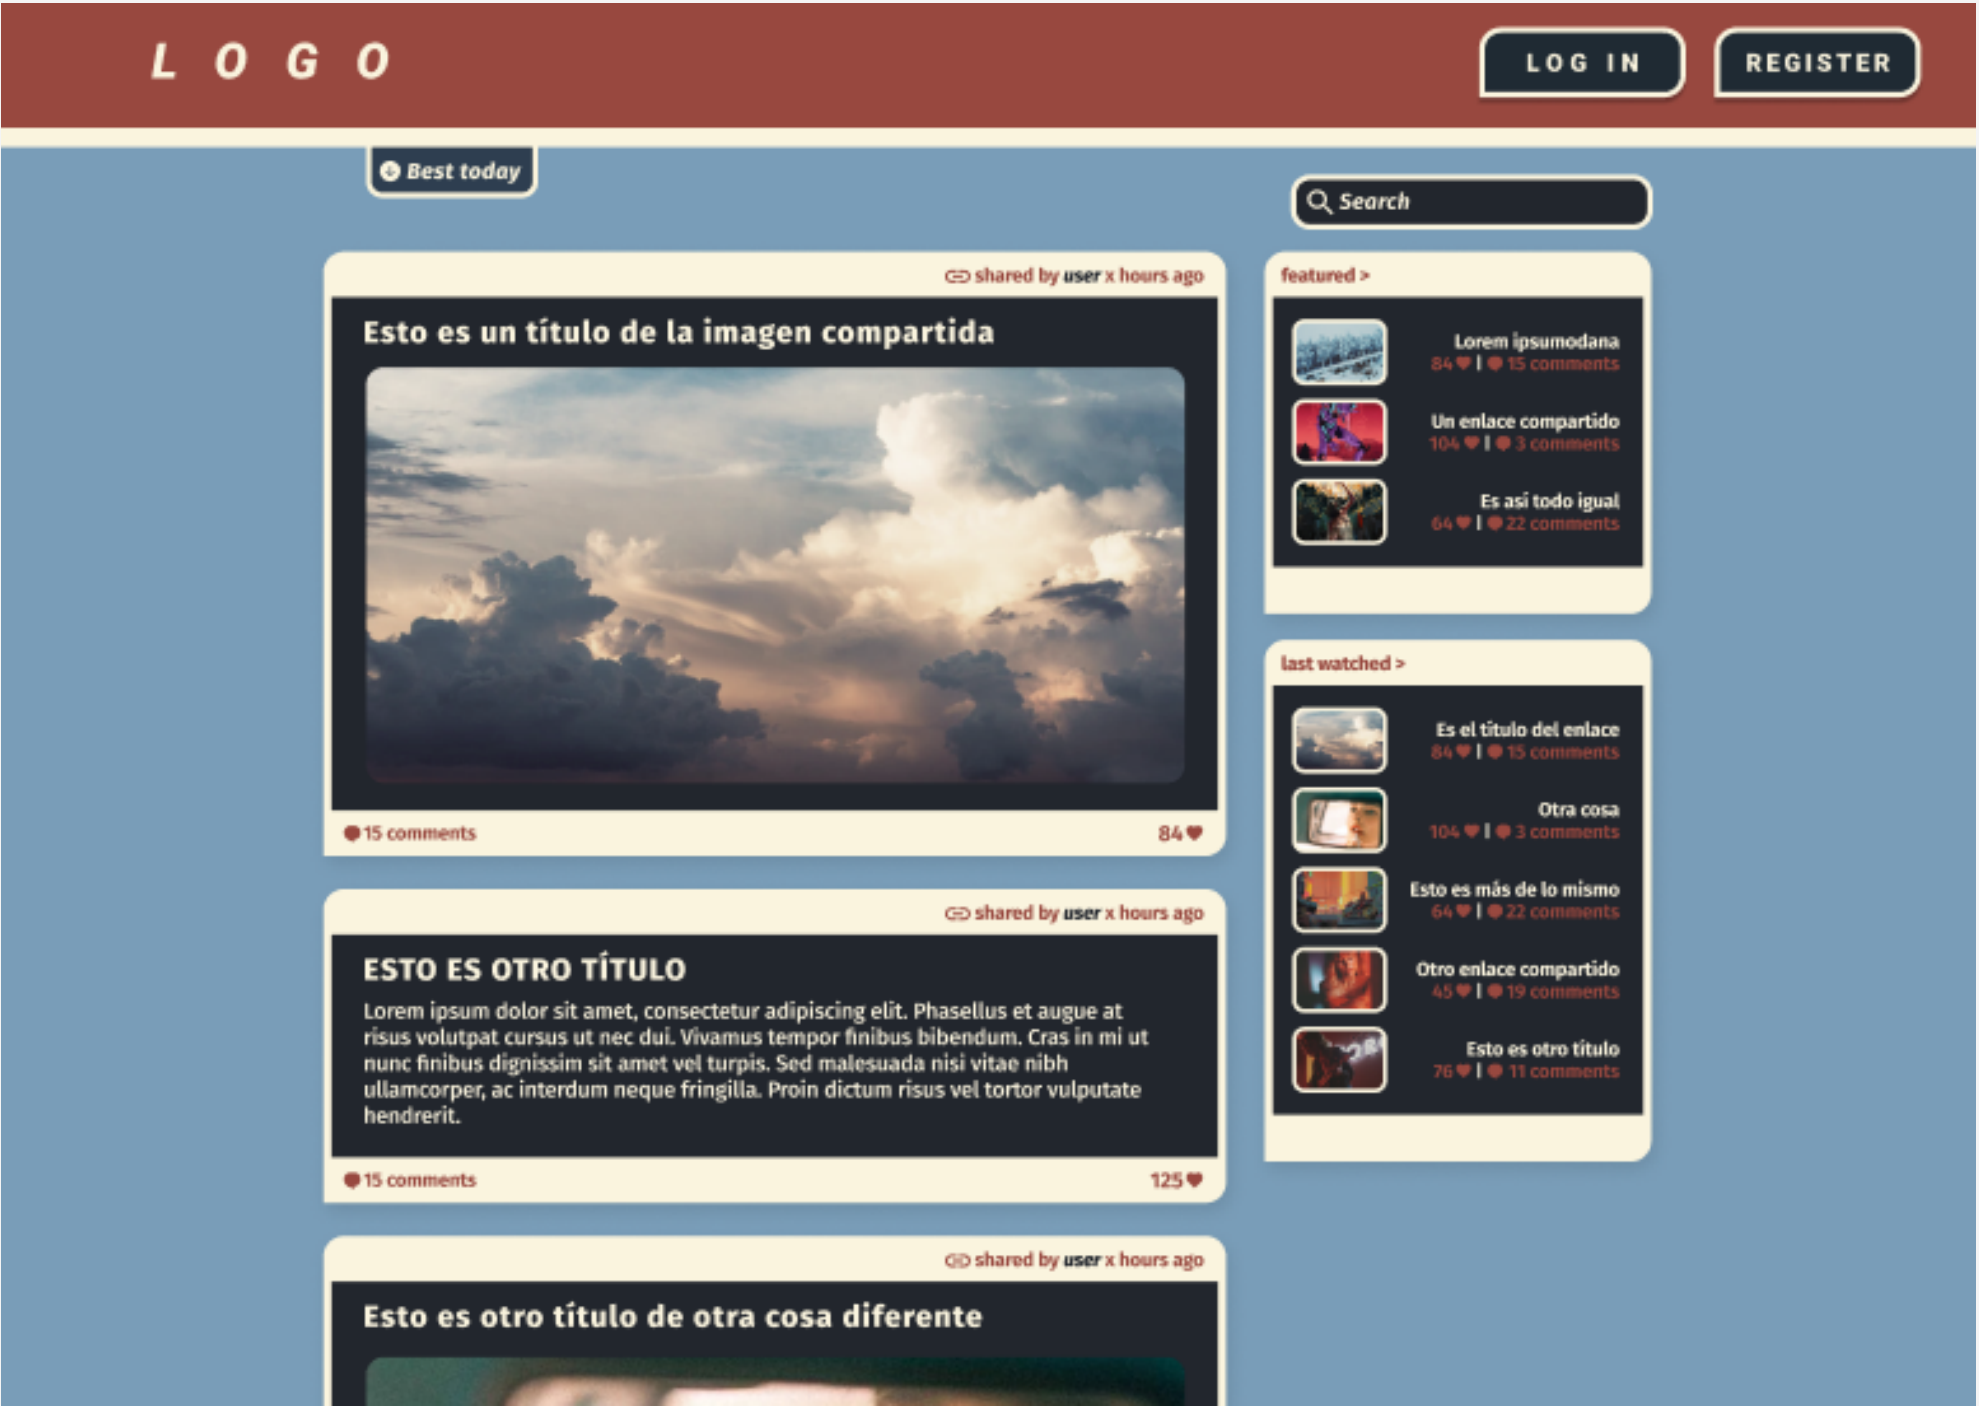 LOGO
LOG IN
REGISTER
Best today
Search
shared by user x hours ago
Esto es un título de la imagen compartida
15 comments
84
shared by user x hours ago
ESTO ES OTRO TÍTULO
Lorem ipsum dolor sit amet, consectetur adipiscing elit. Phasellus et augue at
risus volutpat cursus ut nec dui. Vivamus tempor finibus bibendum. Cras in mi ut
nunc finibus dignissim sit amet vel turpis. Sed malesuada nisi vitae nibh
ullamcorper, ac interdum neque fringilla. Proin dictum risus vel tortor vulputate
hendrerit.
15 comments
125
shared by user x hours ago
Esto es otro título de otra cosa diferente
featured >
Lorem ipsumodana
84 | 15 comments
Un enlace compartido
104 | 3 comments
Es así todo igual
64 | 22 comments
last watched >
Es el título del enlace
84 | 15 comments
Otra cosa
104 | 3 comments
Esto es más de lo mismo
64 | 22 comments
Otro enlace compartido
45 | 19 comments
Esto es otro título
76 | 11 comments